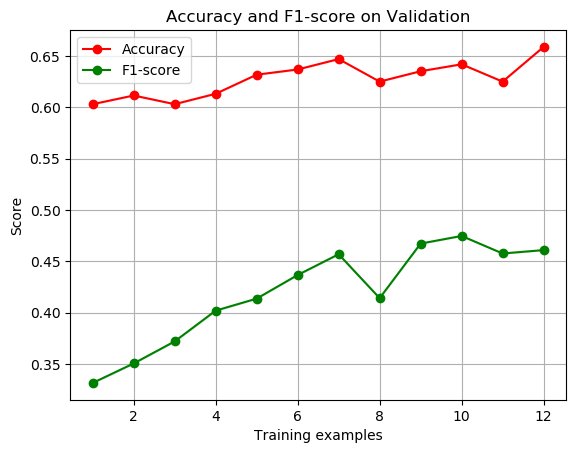 Accuracy and F1-score on Validation
Accuracy
F1-score
0.65
0.60
0.55
0.50
0.45
0.40
0.35
Score
2 4 6 8 10 12
Training examples